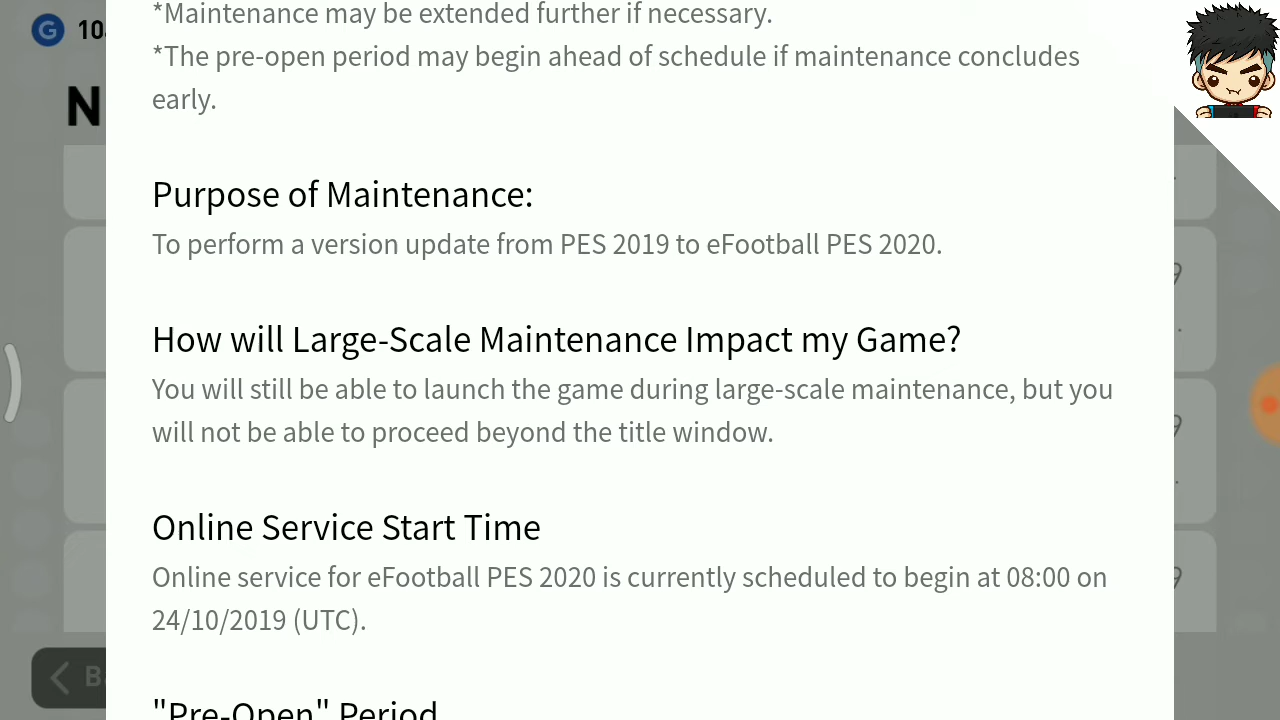 *Maintenance may be extended further if necessary.
G 10
*The pre-open period may begin ahead of schedule if maintenance concludes
early.
N
Purpose of Maintenance:
To perform a version update from PES 2019 to eFootball PES 2020.
How will Large-Scale Maintenance Impact my Game?
You will still be able to launch the game during large-scale maintenance, but you
will not be able to proceed beyond the title window.
Online Service Start Time
Online service for eFootball PES 2020 is currently scheduled to begin at 08:00 on
24/10/2019 (UTC).
"Pre-Open" Period